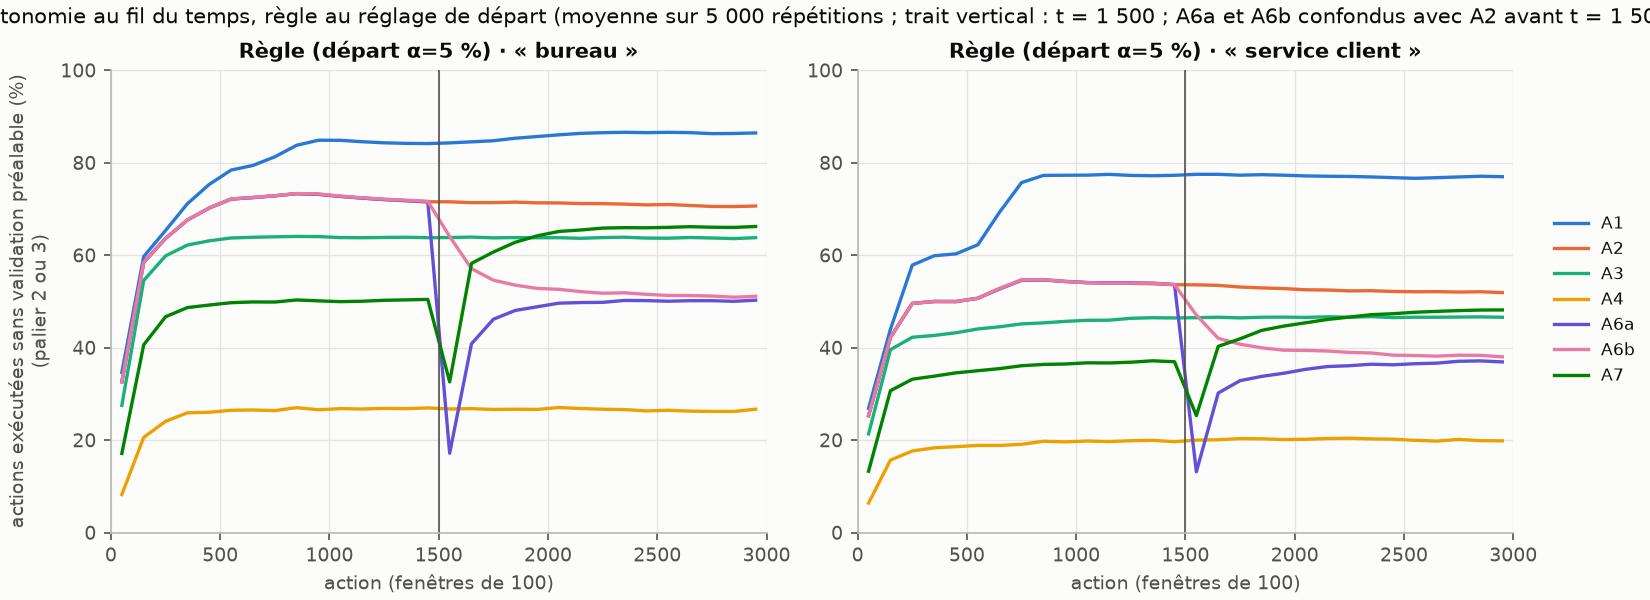 tonomie au fil du temps, règle au réglage de départ (moyenne sur 5 000 répétitions ; trait vertical : t = 1 500 ; A6a et A6b confondus avec A2 avant t = 1 50
Règle (départ α=5 %) · « bureau »
Règle (départ α=5 %) · « service client »
actions exécutées sans validation préalable (%)
(palier 2 ou 3)
100
80
60
40
20
0
0 500 1000 1500 2000 2500 3000
action (fenêtres de 100)
100
80
60
40
20
0
0 500 1000 1500 2000 2500 3000
action (fenêtres de 100)
A1
A2
A3
A4
A6a
A6b
A7